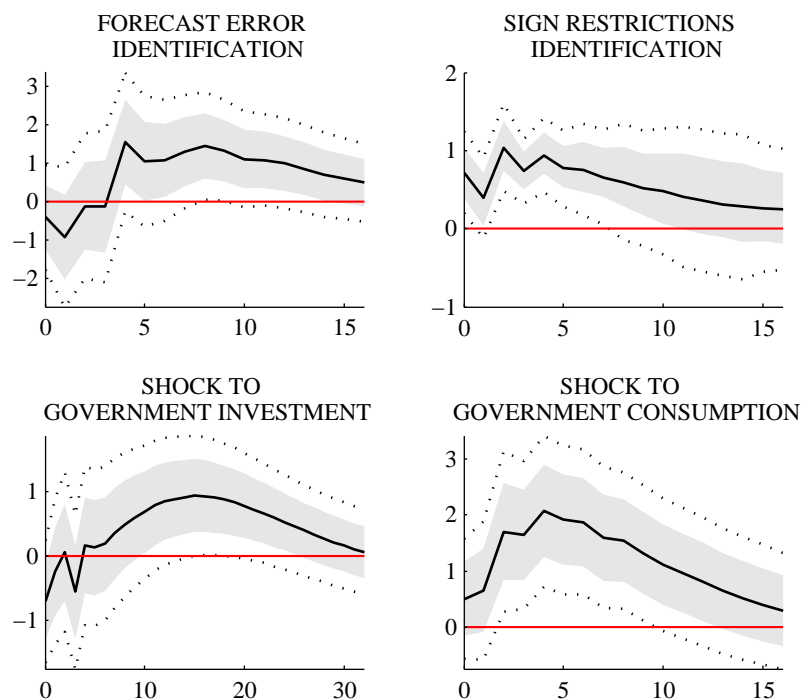 FORECAST ERROR
IDENTIFICATION
3
2
1
0
−1
−2
0 5 10 15
SIGN RESTRICTIONS
IDENTIFICATION
2
1
0
−1
0 5 10 15
SHOCK TO
GOVERNMENT INVESTMENT
1
0
−1
0 10 20 30
SHOCK TO
GOVERNMENT CONSUMPTION
3
2
1
0
0 5 10 15